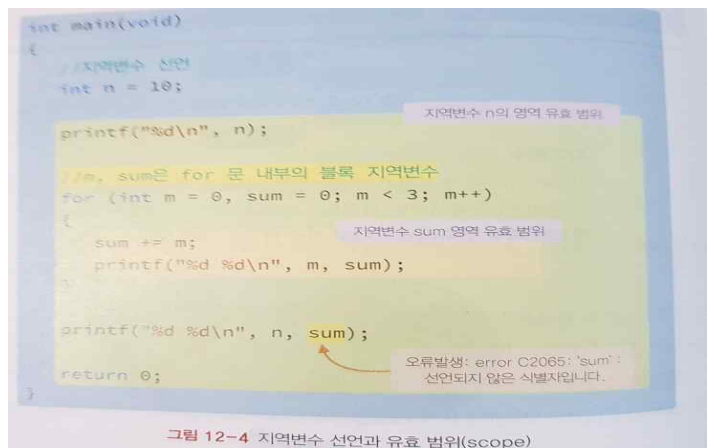 int main(void)
{
//지역변수 선언
int n = 10;
지역변수 n의 영역 유효 범위
printf("%d\n", n);
//m, sum은 for 문 내부의 블록 지역변수
for (int m = 0, sum = 0; m < 3; m++)
{
지역변수 sum 영역 유효 범위
sum += m;
printf("%d %d\n", m, sum);
}
printf("%d %d\n", n, sum);
오류발생: error C2065: 'sum' :
선언되지 않은 식별자입니다.
return 0;
}
그림 12-4 지역변수 선언과 유효 범위(scope)